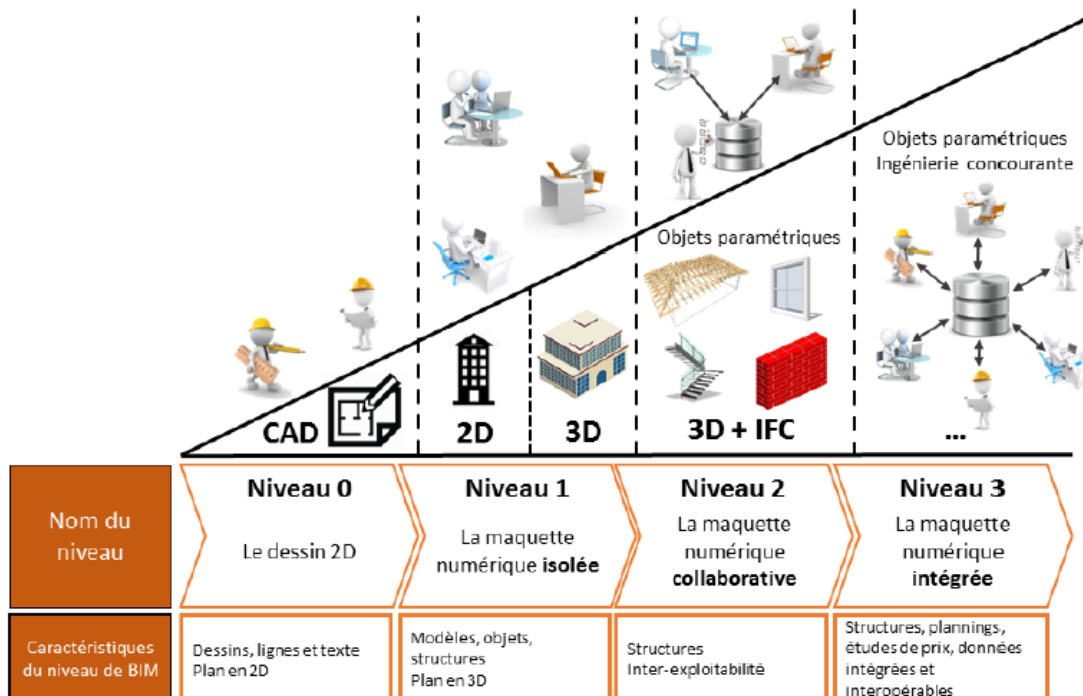 Objets paramétriques
Ingénierie concourante
Objets paramétriques
CAD
2D
3D
3D + IFC
...
Nom du
niveau
Niveau 0
Le dessin 2D
Niveau 1
La maquette
numérique isolée
Niveau 2
La maquette
numérique
collaborative
Niveau 3
La maquette
numérique
intégrée
Caractéristiques
du niveau de BIM
Dessins, lignes et texte
Plan en 2D
Modèles, objets,
structures
Plan en 3D
Structures
Inter-exploitabilité
Structures, plannings,
études de prix, données
intégrées et
interopérables